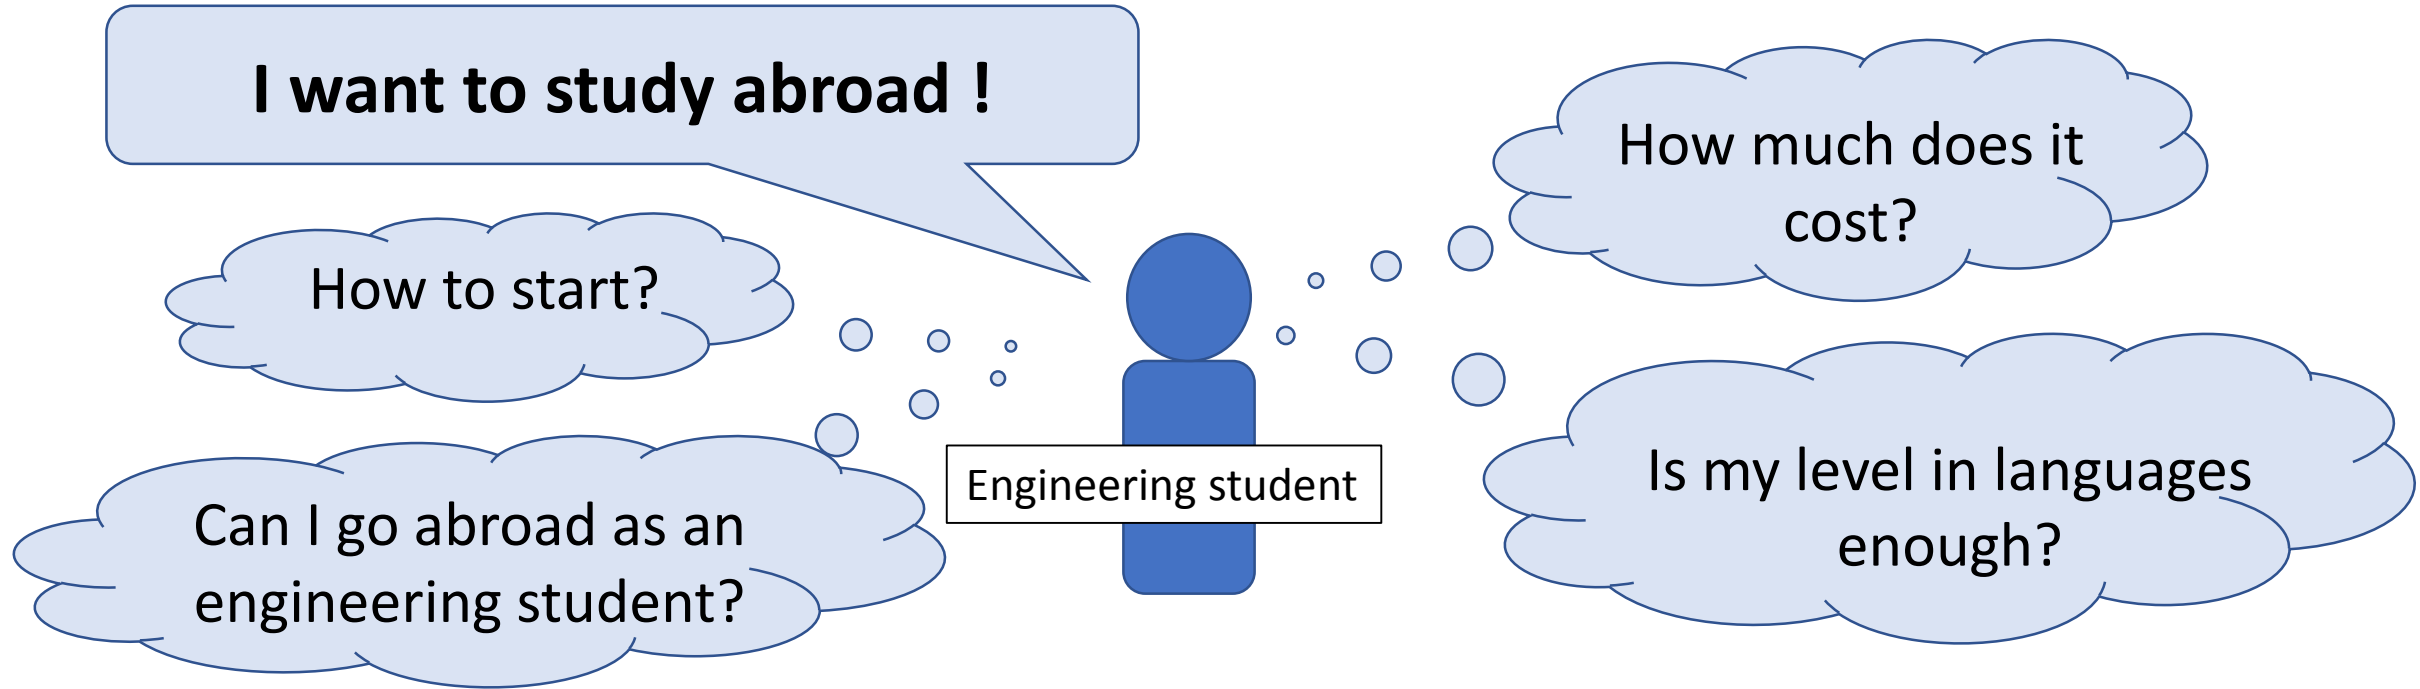 I want to study abroad !
How to start?
Can I go abroad as an
engineering student?
Engineering student
How much does it
cost?
Is my level in languages
enough?